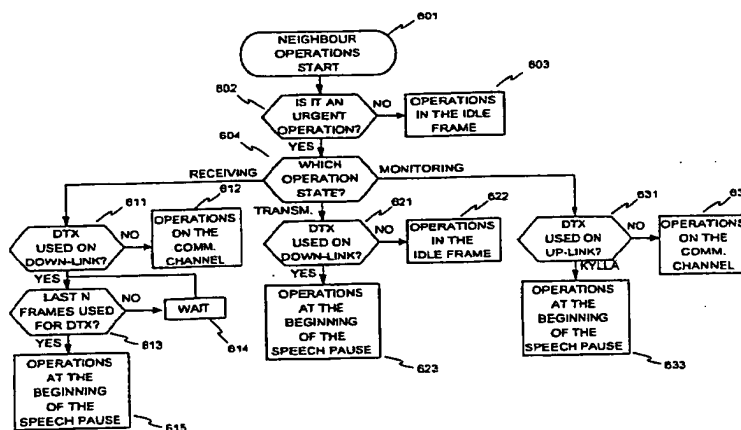 601
NEIGHBOUR
OPERATIONS
START
602
603
IS IT AN
URGENT
OPERATION?
NO
OPERATIONS
IN THE IDLE
FRAME
604
YES
RECEIVING
WHICH
OPERATION
STATE?
MONITORING
TRANSM.
611
612
621
622
631
DTX
USED ON
DOWN-LINK?
NO
OPERATIONS
ON THE
COMM.
CHANNEL
DTX
USED ON
DOWN-LINK?
NO
OPERATIONS
IN THE
IDLE FRAME
DTX
USED ON
UP-LINK?
NO
OPERATIONS
ON THE
COMM.
CHANNEL
YES
YES
KYLLA
LAST N
FRAMES USED
FOR DTX?
NO
WAIT
OPERATIONS
AT THE
BEGINNING
OF THE
SPEECH PAUSE
OPERATIONS
AT THE
BEGINNING
OF THE
SPEECH PAUSE
YES
613
614
623
633
OPERATIONS
AT THE
BEGINNING
OF THE
SPEECH PAUSE
615